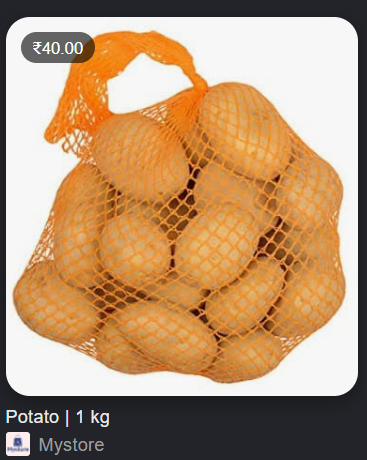 ₹40.00
Potato | 1 kg
Mystore